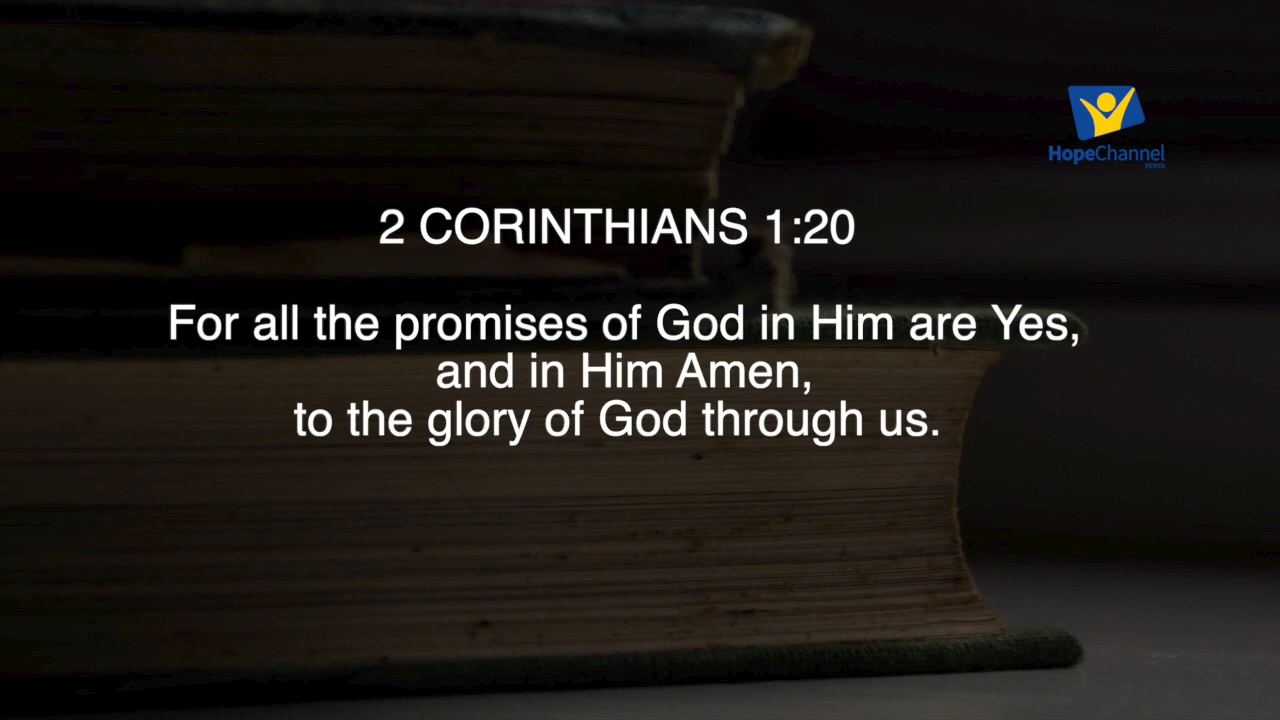 HopeChannel
KENYA
2 CORINTHIANS 1:20
For all the promises of God in Him are Yes,
and in Him Amen,
to the glory of God through us.